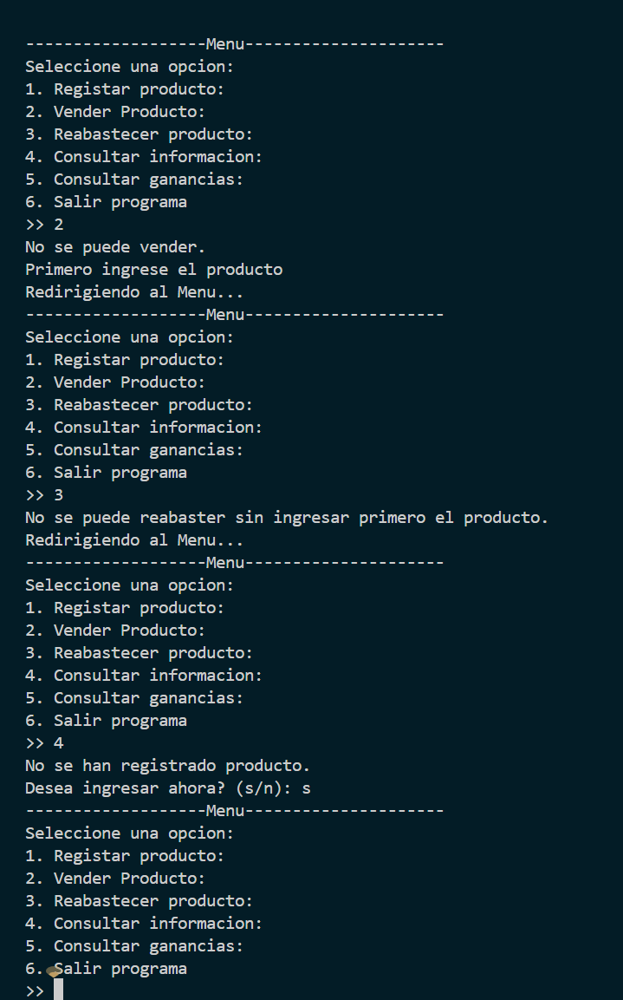 -------------------Menu---------------------
Seleccione una opcion:
1. Registar producto:
2. Vender Producto:
3. Reabastecer producto:
4. Consultar informacion:
5. Consultar ganancias:
6. Salir programa
>> 2
No se puede vender.
Primero ingrese el producto
Redirigiendo al Menu...
-------------------Menu---------------------
Seleccione una opcion:
1. Registar producto:
2. Vender Producto:
3. Reabastecer producto:
4. Consultar informacion:
5. Consultar ganancias:
6. Salir programa
>> 3
No se puede reabaster sin ingresar primero el producto.
Redirigiendo al Menu...
-------------------Menu---------------------
Seleccione una opcion:
1. Registar producto:
2. Vender Producto:
3. Reabastecer producto:
4. Consultar informacion:
5. Consultar ganancias:
6. Salir programa
>> 4
No se han registrado producto.
Desea ingresar ahora? (s/n): s
-------------------Menu---------------------
Seleccione una opcion:
1. Registar producto:
2. Vender Producto:
3. Reabastecer producto:
4. Consultar informacion:
5. Consultar ganancias:
6. Salir programa
>>